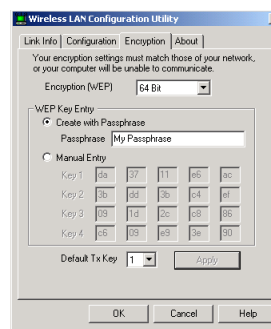 Wireless LAN Configuration Utility
Link Info Configuration Encryption About
Your encryption settings must match those of your network,
or your computer will be unable to communicate.
Encryption (WEP) 64 Bit
WEP Key Entry
Create with Passphrase
Passphrase My Passphrase
Manual Entry
Key 1 da 37 11 e6 ac
Key 2 3b dd 3b c4 ef
Key 3 09 1d 2c c8 86
Key 4 c6 09 e9 3e 90
Default Tx Key 1 Apply
OK Cancel Help